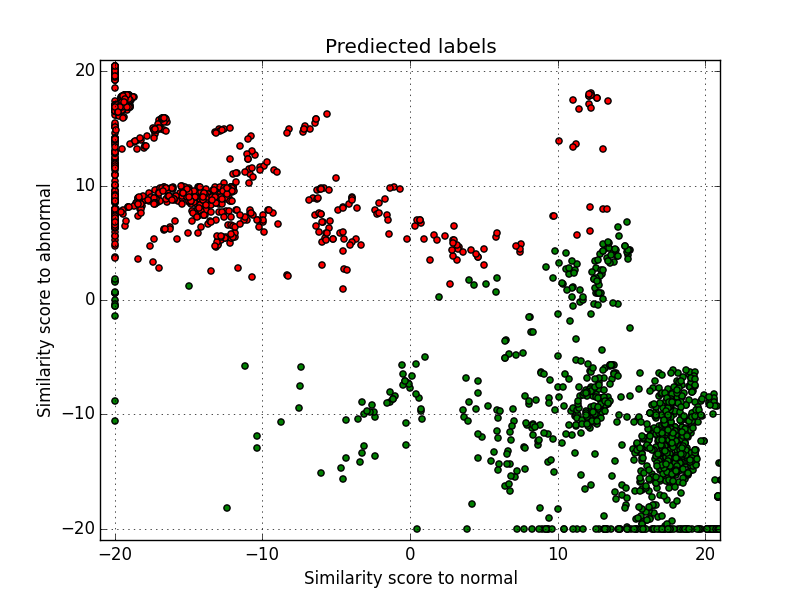 Prediected labels
20
10
0
−10
−20
Similarity score to abnormal
−20 −10 0 10 20
Similarity score to normal